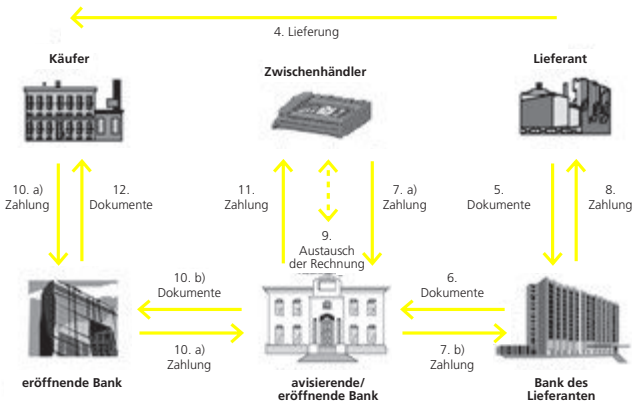 4. Lieferung
Käufer
Zwischenhändler
Lieferant
10. a)
Zahlung
12.
Dokumente
11.
Zahlung
7. a)
Zahlung
5.
Dokumente
8.
Zahlung
9.
Austausch
der Rechnung
10. b)
Dokumente
6.
Dokumente
10. a)
Zahlung
7. b)
Zahlung
eröffnende Bank
avisierende/
eröffnende Bank
Bank des
Lieferanten